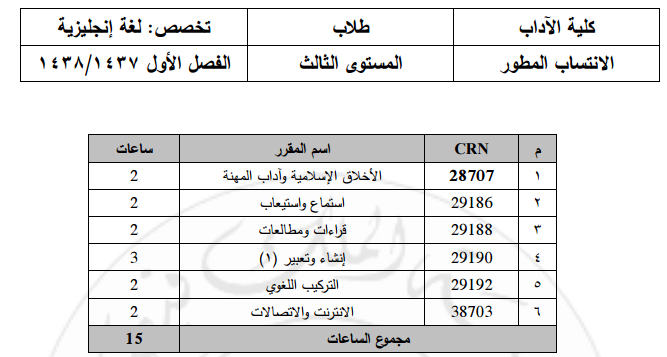 كلية الآداب طلاب تخصص: لغة إنجليزية
الانتساب المطور المستوى الثالث الفصل الأول ١٤٣٨/١٤٣٧
م CRN اسم المقرر ساعات
١ 28707 الأخلاق الإسلامية وآداب المهنة 2
٢ 29186 استماع واستيعاب 2
٣ 29188 قراءات ومطالعات 2
٤ 29190 إنشاء وتعبير (١) 3
٥ 29192 التركيب اللغوي 2
٦ 38703 الانترنت والاتصالات 2
مجموع الساعات 15